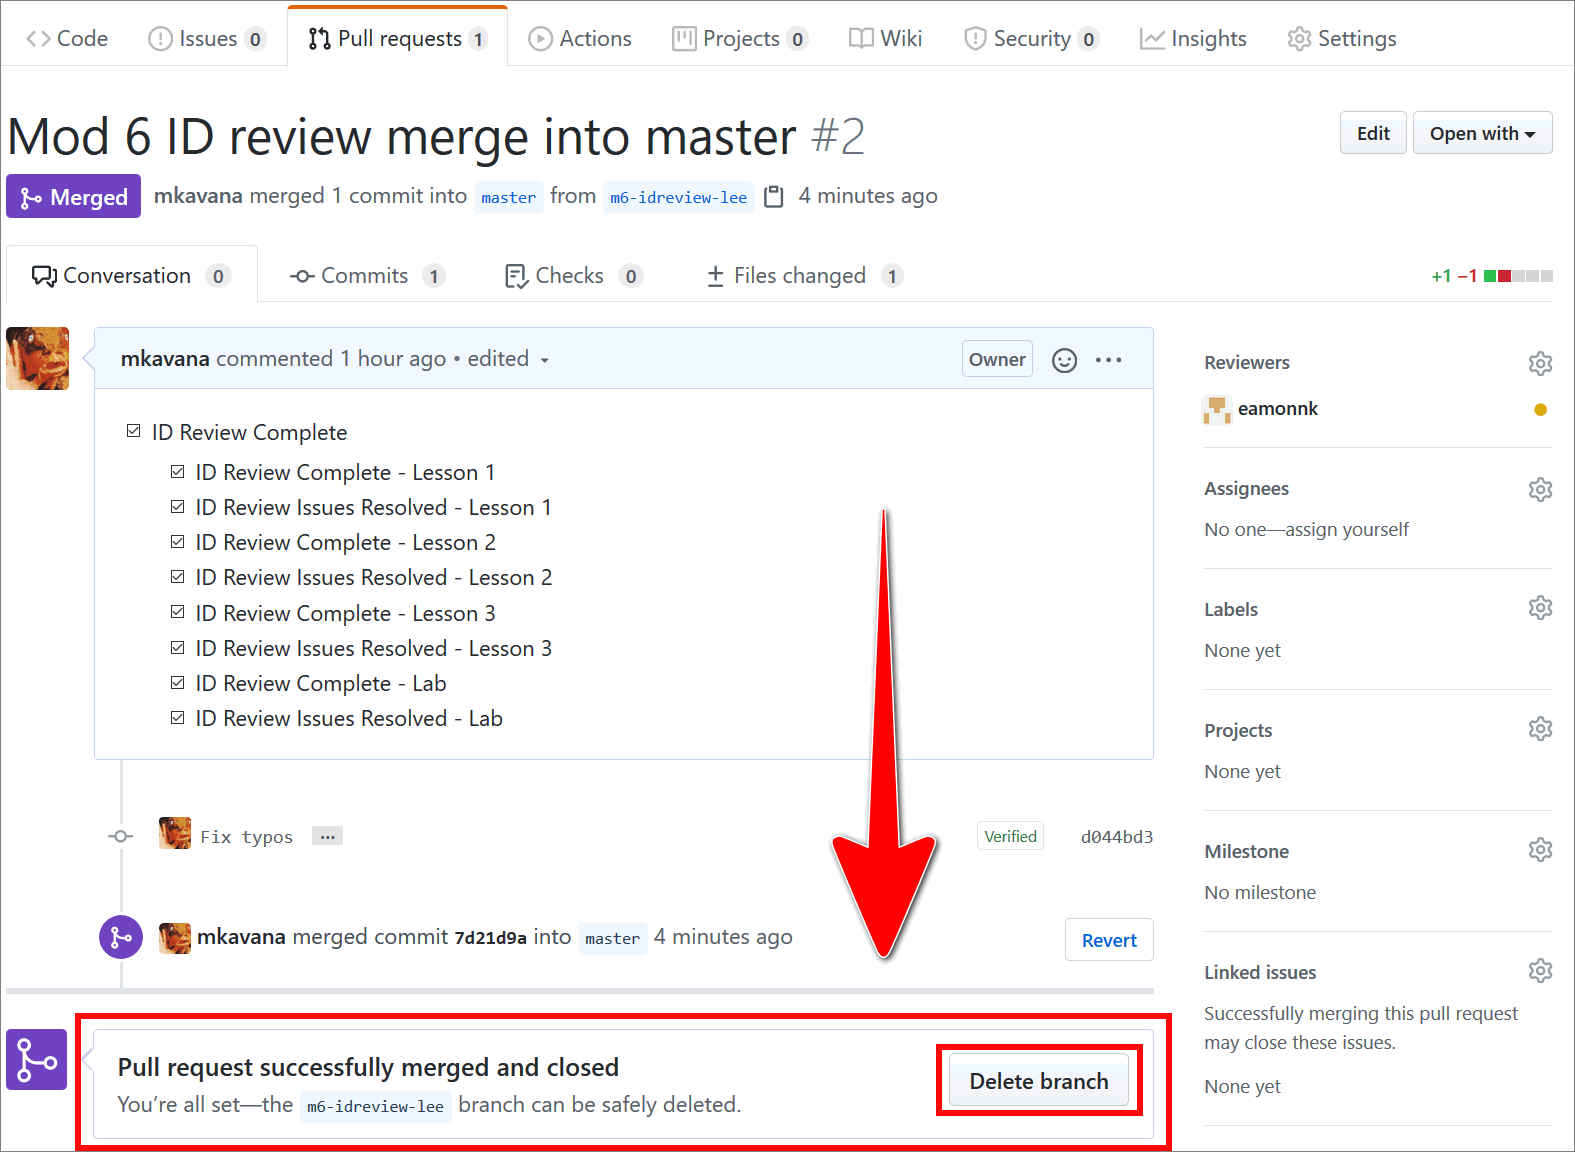 Code Issues 0 Pull requests 1 Actions Projects 0 Wiki Security 0 Insights Settings
Mod 6 ID review merge into master #2
Edit Open with
Merged mkavana merged 1 commit into master from m6-idreview-lee 4 minutes ago
Conversation 0 Commits 1 Checks 0 Files changed 1 +1 −1
mkavana commented 1 hour ago • edited Owner
ID Review Complete
ID Review Complete - Lesson 1
ID Review Issues Resolved - Lesson 1
ID Review Complete - Lesson 2
ID Review Issues Resolved - Lesson 2
ID Review Complete - Lesson 3
ID Review Issues Resolved - Lesson 3
ID Review Complete - Lab
ID Review Issues Resolved - Lab
Fix typos ... Verified d044bd3
mkavana merged commit 7d21d9a into master 4 minutes ago Revert
Pull request successfully merged and closed
You’re all set—the m6-idreview-lee branch can be safely deleted.
Delete branch
Reviewers
eamonnk
Assignees
No one—assign yourself
Labels
None yet
Projects
None yet
Milestone
No milestone
Linked issues
Successfully merging this pull request
may close these issues.
None yet